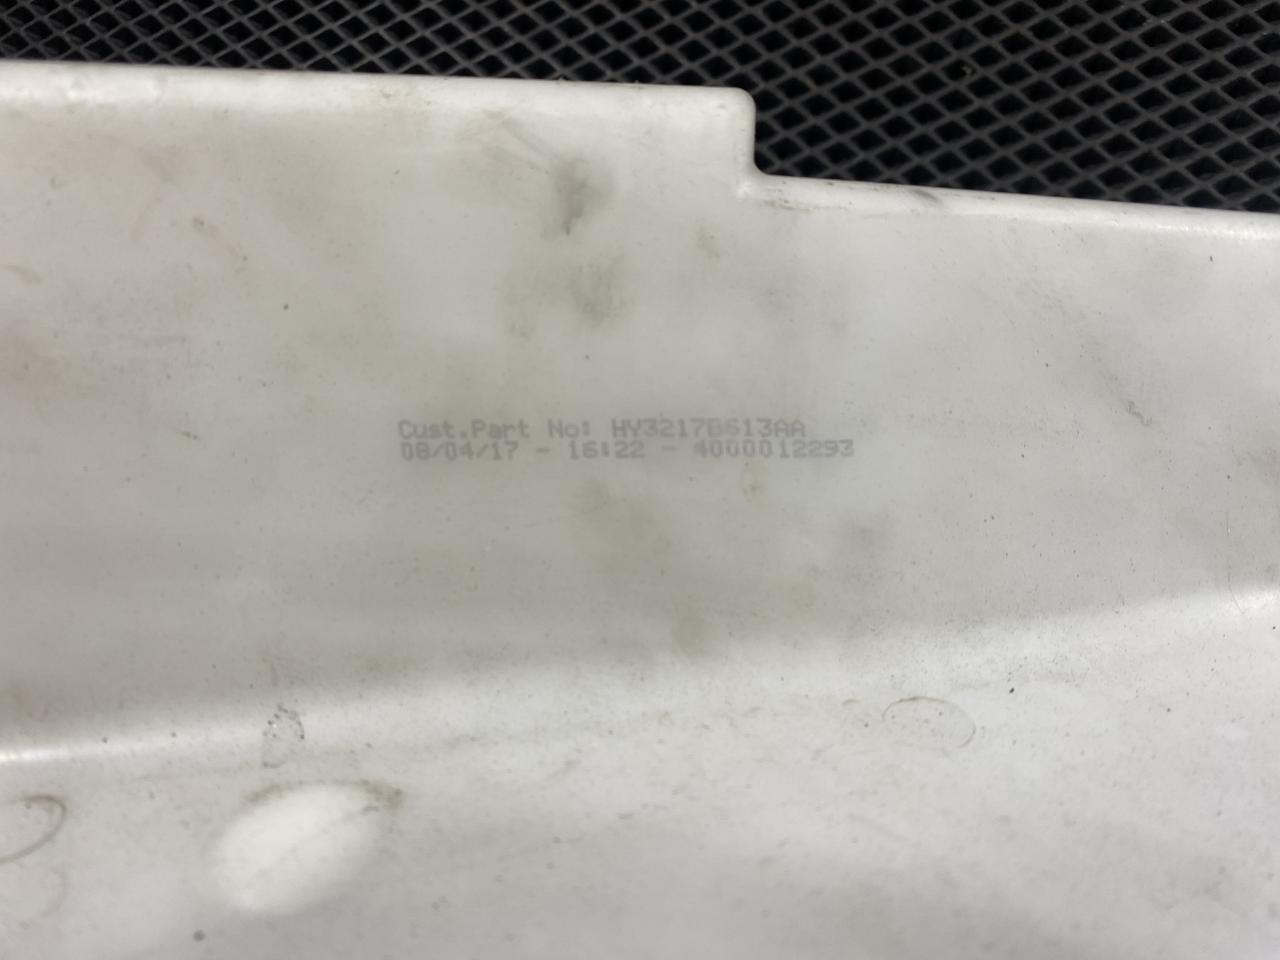 Cust.Part No: HY3217B613AA
08/04/17 - 16:22 - 4000012293